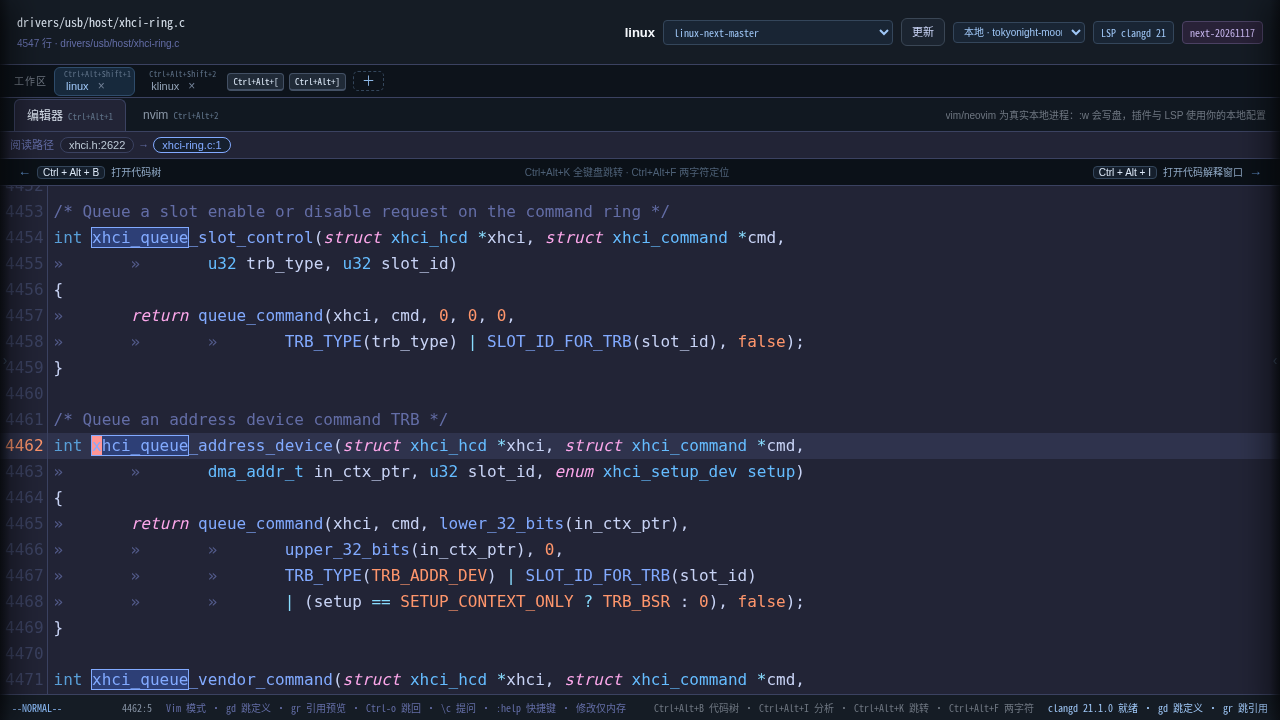 drivers/usb/host/xhci-ring.c
4547 行 · drivers/usb/host/xhci-ring.c
linux linux-next-master 更新 本地 · tokyonight-moon LSP clangd 21 next-20261117
工作区 Ctrl+Alt+Shift+1 linux × Ctrl+Alt+Shift+2 klinux × Ctrl+Alt+[ Ctrl+Alt+] +
编辑器 Ctrl+Alt+1 nvim Ctrl+Alt+2 vim/neovim 为真实本地进程：:w 会写盘，插件与 LSP 使用你的本地配置
阅读路径 xhci.h:2622 → xhci-ring.c:1
← Ctrl + Alt + B 打开代码树 Ctrl+Alt+K 全键盘跳转 · Ctrl+Alt+F 两字符定位 Ctrl + Alt + I 打开代码解释窗口 →
4452
4453 /* Queue a slot enable or disable request on the command ring */
4454 int xhci_queue_slot_control(struct xhci_hcd *xhci, struct xhci_command *cmd,
4455 » » u32 trb_type, u32 slot_id)
4456 {
4457 » return queue_command(xhci, cmd, 0, 0, 0,
4458 » » » TRB_TYPE(trb_type) | SLOT_ID_FOR_TRB(slot_id), false);
4459 }
4460
4461 /* Queue an address device command TRB */
4462 int xhci_queue_address_device(struct xhci_hcd *xhci, struct xhci_command *cmd,
4463 » » dma_addr_t in_ctx_ptr, u32 slot_id, enum xhci_setup_dev setup)
4464 {
4465 » return queue_command(xhci, cmd, lower_32_bits(in_ctx_ptr),
4466 » » » upper_32_bits(in_ctx_ptr), 0,
4467 » » » TRB_TYPE(TRB_ADDR_DEV) | SLOT_ID_FOR_TRB(slot_id)
4468 » » » | (setup == SETUP_CONTEXT_ONLY ? TRB_BSR : 0), false);
4469 }
4470
4471 int xhci_queue_vendor_command(struct xhci_hcd *xhci, struct xhci_command *cmd,
--NORMAL-- 4462:5 Vim 模式 · gd 跳定义 · gr 引用预览 · Ctrl-o 跳回 · \c 提问 · :help 快捷键 · 修改仅内存 Ctrl+Alt+B 代码树 · Ctrl+Alt+I 分析 · Ctrl+Alt+K 跳转 · Ctrl+Alt+F 两字符 clangd 21.1.0 就绪 · gd 跳定义 · gr 跳引用